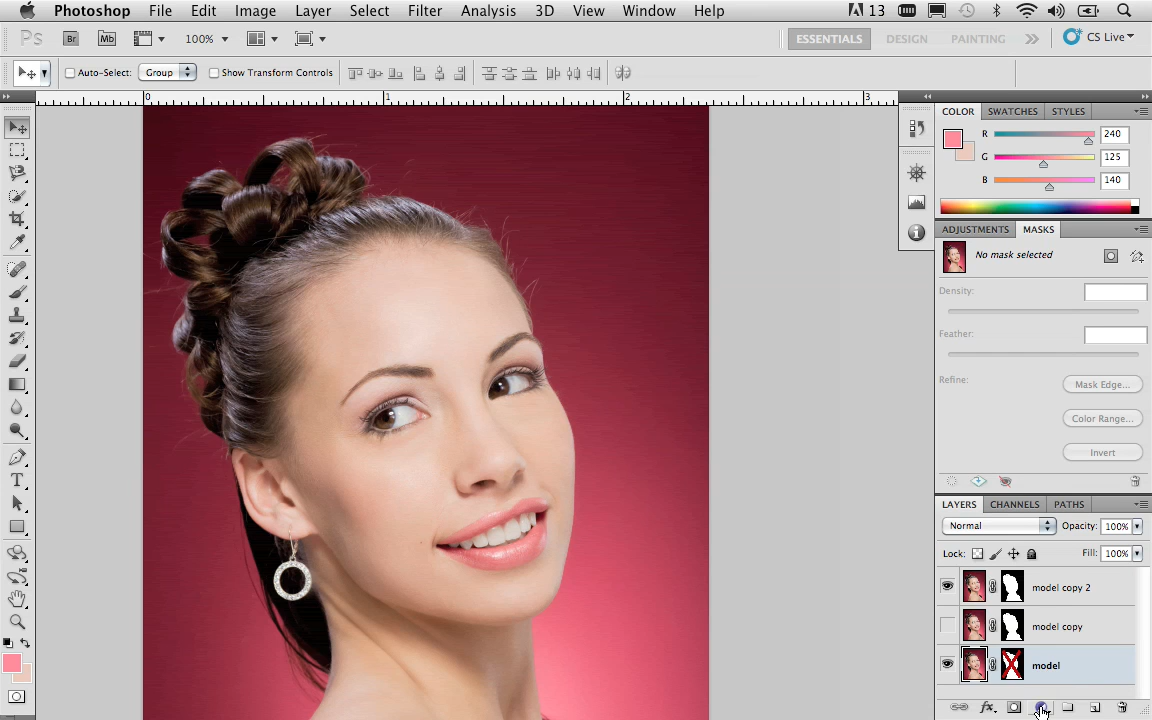 Photoshop File Edit Image Layer Select Filter Analysis 3D View Window Help 13
Ps Br Mb 100% ESSENTIALS DESIGN PAINTING CS Live
Auto-Select: Group Show Transform Controls
0 1 2 3
COLOR SWATCHES STYLES
R 240
G 125
B 140
ADJUSTMENTS MASKS
No mask selected
Density:
Feather:
Refine: Mask Edge...
Color Range...
Invert
LAYERS CHANNELS PATHS
Normal Opacity: 100%
Lock: Fill: 100%
model copy 2
model copy
model
fx